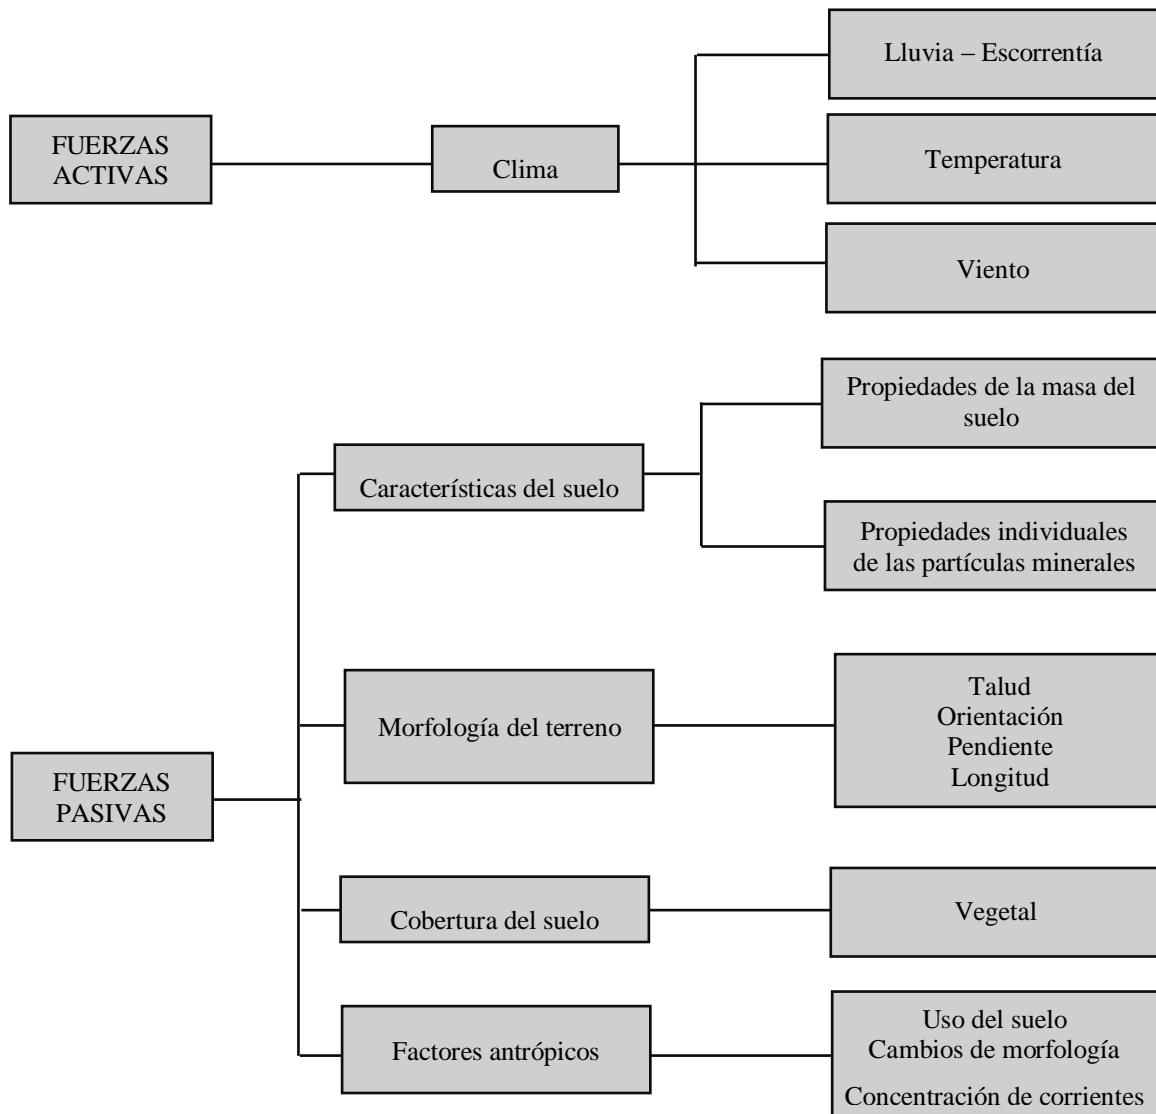 FUERZAS
ACTIVAS
Clima
Lluvia – Escorrentía
Temperatura
Viento
FUERZAS
PASIVAS
Características del suelo
Propiedades de la masa del
suelo
Propiedades individuales
de las partículas minerales
Morfología del terreno
Talud
Orientación
Pendiente
Longitud
Cobertura del suelo
Vegetal
Factores antrópicos
Uso del suelo
Cambios de morfología
Concentración de corrientes